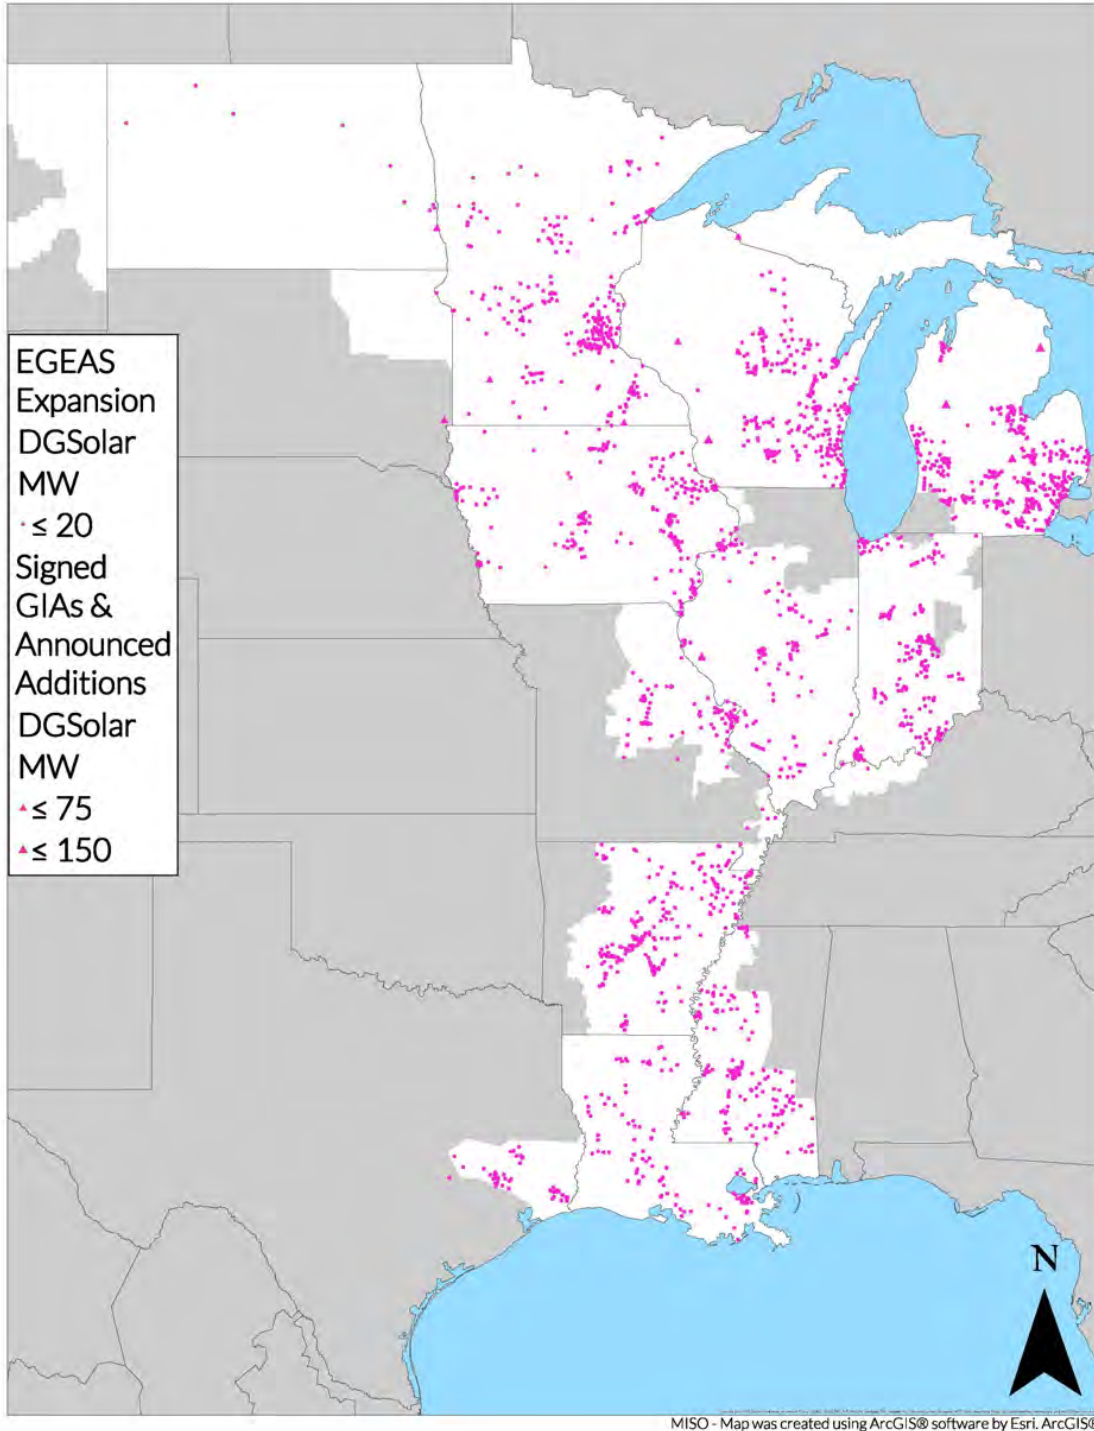 EGEAS
Expansion
DGSolar
MW
≤ 20
Signed
GIAs &
Announced
Additions
DGSolar
MW
≤ 75
≤ 150
N
MISO - Map was created using ArcGIS® software by Esri. ArcGIS®